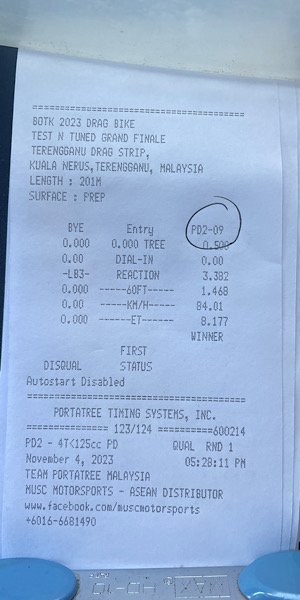 ========================================
BOTK 2023 DRAG BIKE
TEST N TUNED GRAND FINALE
TERENGGANU DRAG STRIP,
KUALA NERUS,TERENGGANU, MALAYSIA
LENGTH : 201M
SURFACE : PREP
BYE Entry PD2-09
0.000 0.000 TREE 0.500
0.00 DIAL-IN 0.00
-LB3- REACTION 3.382
0.000 ------60FT----- 1.468
0.00 ------KM/H----- 84.01
0.000 ------ET------ 8.177
WINNER
FIRST
DISQUAL STATUS
Autostart Disabled
========================================
PORTATREE TIMING SYSTEMS, INC.
=============== 123/124 ==========600214
PD2 - 4T<125cc PD QUAL RND 1
November 4, 2023 05:28:11 PM
TEAM PORTATREE MALAYSIA
MUSC MOTORSPORTS - ASEAN DISTRIBUTOR
www.facebook.com/muscmotorsports
+6016-6681490